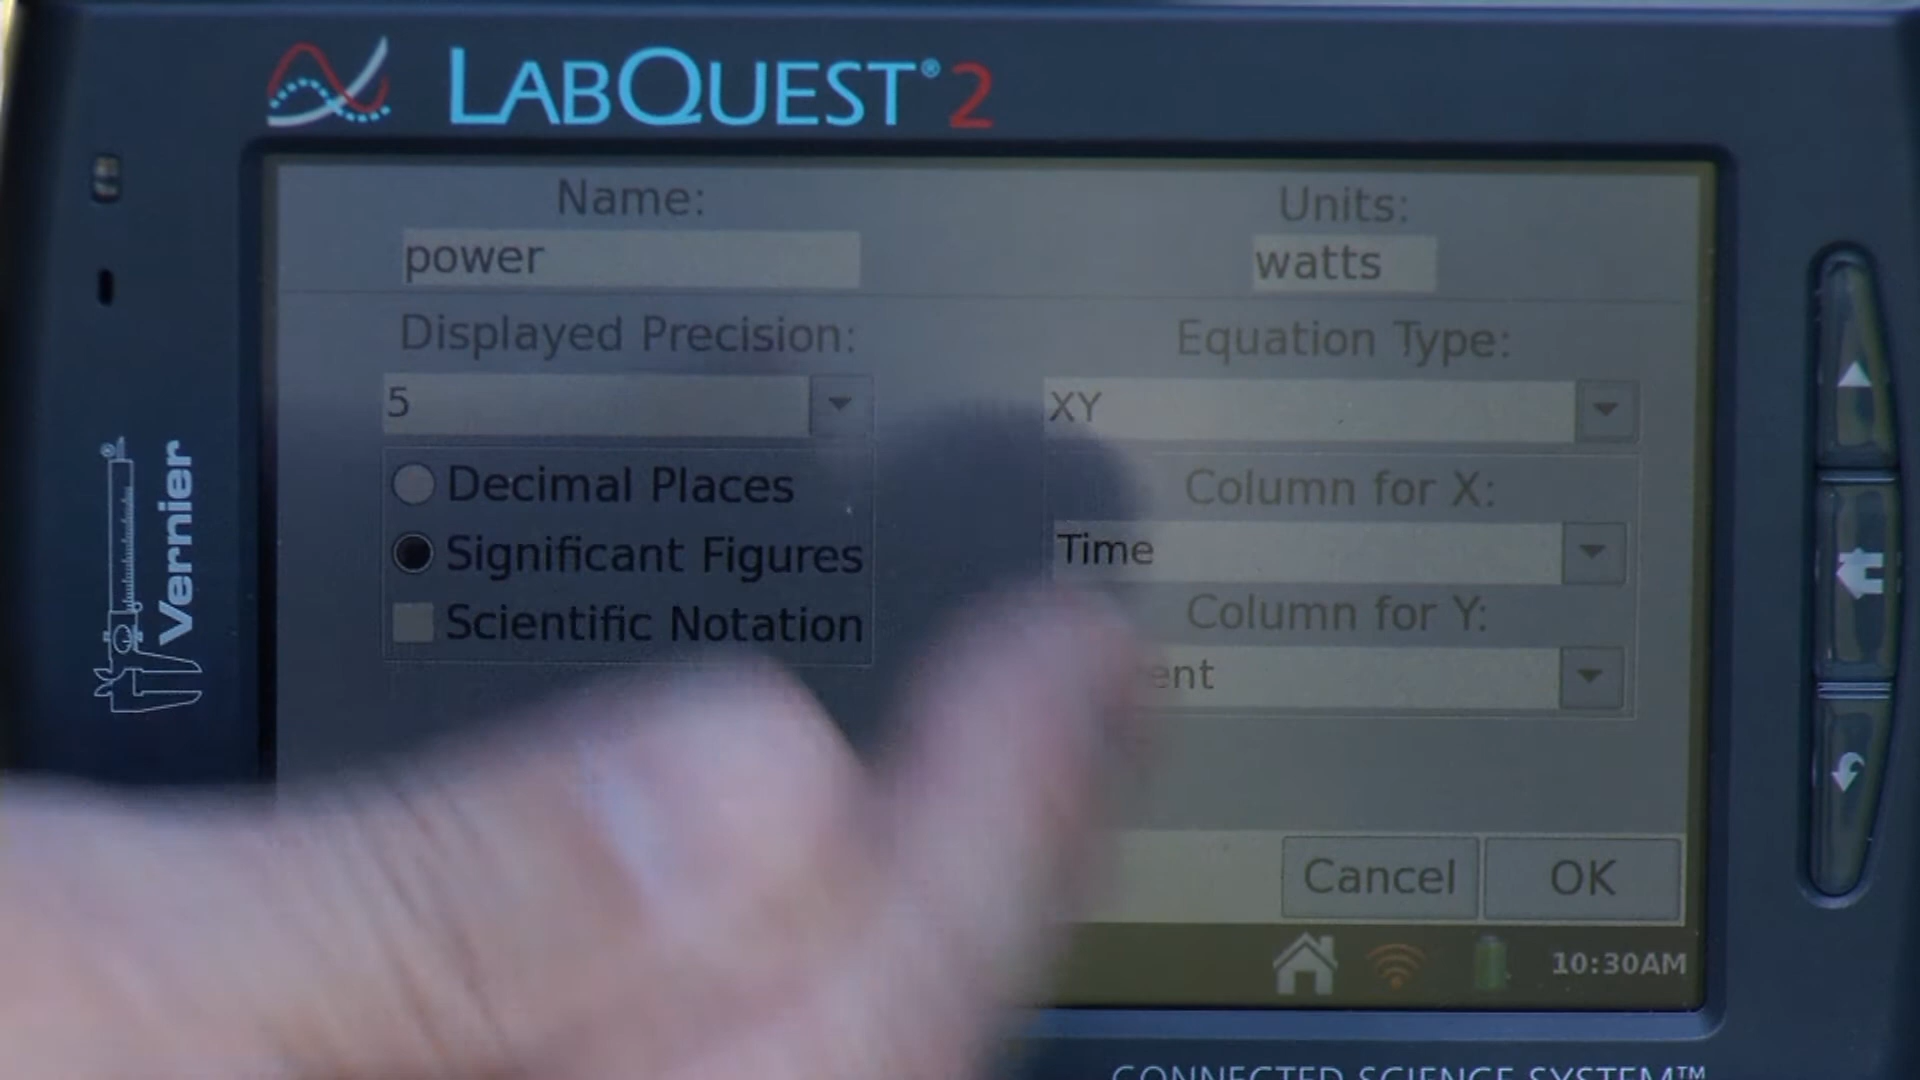 LABQUEST® 2
Name:
power
Units:
watts
Displayed Precision:
5
Decimal Places
Significant Figures
Scientific Notation
Equation Type:
XY
Column for X:
Time
Column for Y:
Cancel
OK
10:30AM
Vernier®
CONNECTED SCIENCE SYSTEM™